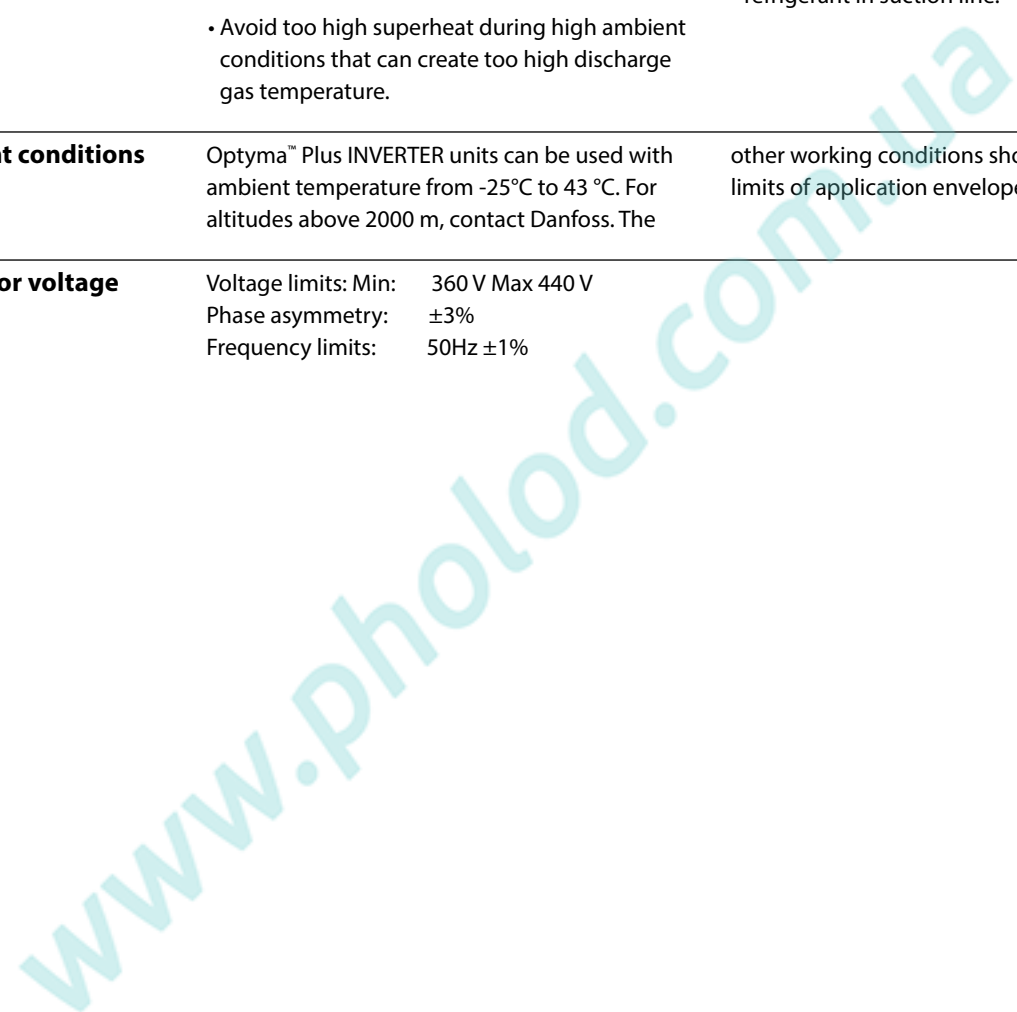 refrigerant in suction line.
• Avoid too high superheat during high ambient
conditions that can create too high discharge
gas temperature.
t conditions
Optyma™ Plus INVERTER units can be used with
ambient temperature from -25°C to 43 °C. For
altitudes above 2000 m, contact Danfoss. The
other working conditions sho
limits of application envelope
or voltage
Voltage limits: Min: 360 V Max 440 V
Phase asymmetry: ±3%
Frequency limits: 50Hz ±1%
www.pholod.com.ua